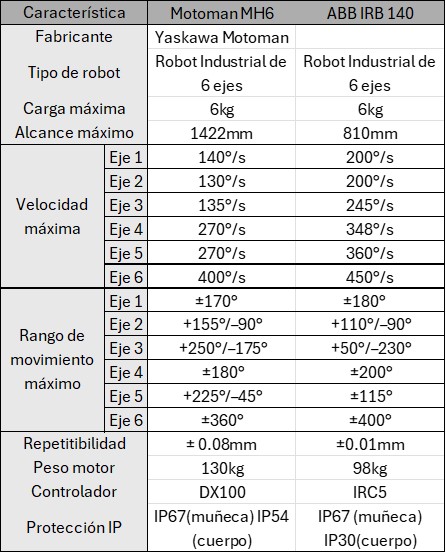 Característica Motoman MH6 ABB IRB 140
Fabricante Yaskawa Motoman
Tipo de robot Robot Industrial de 6 ejes Robot Industrial de 6 ejes
Carga máxima 6kg 6kg
Alcance máximo 1422mm 810mm
Velocidad máxima
Eje 1 140°/s 200°/s
Eje 2 130°/s 200°/s
Eje 3 135°/s 245°/s
Eje 4 270°/s 348°/s
Eje 5 270°/s 360°/s
Eje 6 400°/s 450°/s
Rango de movimiento máximo
Eje 1 ±170° ±180°
Eje 2 +155°/–90° +110°/–90°
Eje 3 +250°/–175° +50°/–230°
Eje 4 ±180° ±200°
Eje 5 +225°/–45° ±115°
Eje 6 ±360° ±400°
Repetitibilidad ± 0.08mm ±0.01mm
Peso motor 130kg 98kg
Controlador DX100 IRC5
Protección IP IP67(muñeca) IP54 (cuerpo) IP67 (muñeca) IP30(cuerpo)